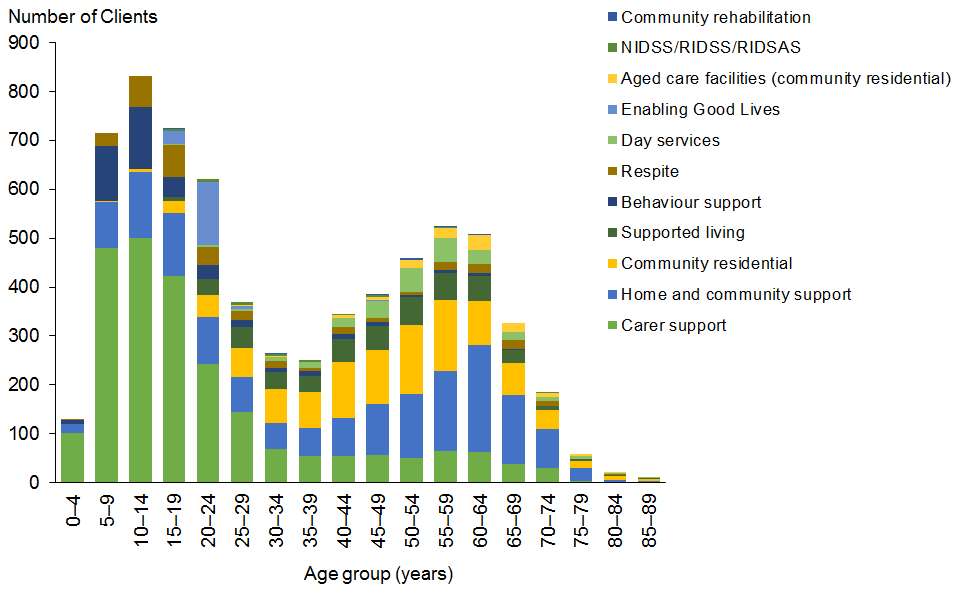 Number of Clients
900
800
700
600
500
400
300
200
100
0
0–4
5–9
10–14
15–19
20–24
25–29
30–34
35–39
40–44
45–49
50–54
55–59
60–64
65–69
70–74
75–79
80–84
85–89
Age group (years)
Community rehabilitation
NIDSS/RIDSS/RIDSAS
Aged care facilities (community residential)
Enabling Good Lives
Day services
Respite
Behaviour support
Supported living
Community residential
Home and community support
Carer support